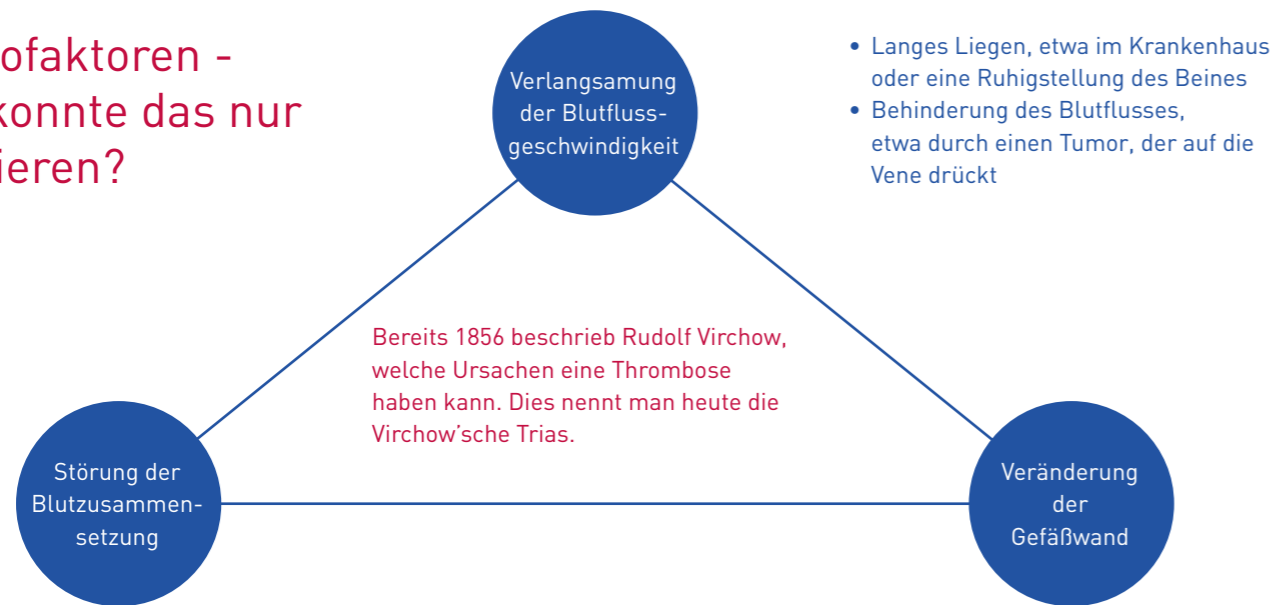 ofaktoren -
konnte das nur
ieren?
Verlangsamung
der Blutfluss-
geschwindigkeit
• Langes Liegen, etwa im Krankenhaus
oder eine Ruhigstellung des Beines
• Behinderung des Blutflusses,
etwa durch einen Tumor, der auf die
Vene drückt
Bereits 1856 beschrieb Rudolf Virchow,
welche Ursachen eine Thrombose
haben kann. Dies nennt man heute die
Virchow’sche Trias.
Störung der
Blutzusammen-
setzung
Veränderung
der
Gefäßwand